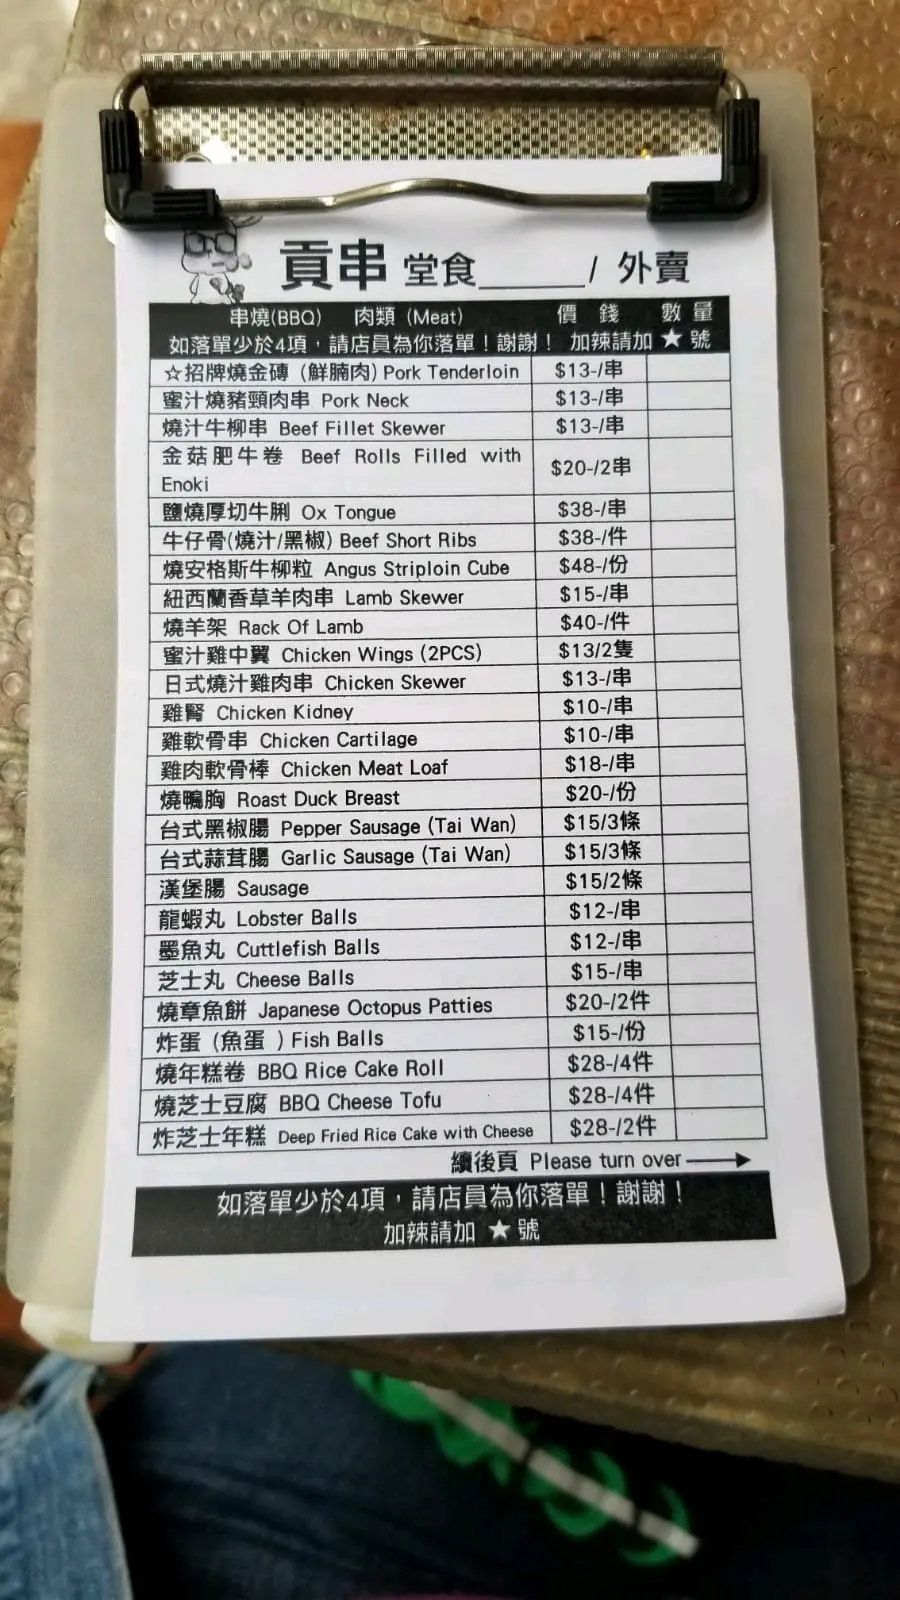 貢串 堂食______/ 外賣
串燒(BBQ) 肉類 (Meat) 價 錢 數 量
如落單少於4項，請店員為你落單！謝謝！ 加辣請加 ★ 號
☆招牌燒金磚 (鮮腩肉) Pork Tenderloin $13-/串
蜜汁燒豬頸肉串 Pork Neck $13-/串
燒汁牛柳串 Beef Fillet Skewer $13-/串
金菇肥牛卷 Beef Rolls Filled with
Enoki $20-/2串
鹽燒厚切牛脷 Ox Tongue $38-/串
牛仔骨(燒汁/黑椒) Beef Short Ribs $38-/件
燒安格斯牛柳粒 Angus Striploin Cube $48-/份
紐西蘭香草羊肉串 Lamb Skewer $15-/串
燒羊架 Rack Of Lamb $40-/件
蜜汁雞中翼 Chicken Wings (2PCS) $13/2隻
日式燒汁雞肉串 Chicken Skewer $13-/串
雞腎 Chicken Kidney $10-/串
雞軟骨串 Chicken Cartilage $10-/串
雞肉軟骨棒 Chicken Meat Loaf $18-/串
燒鴨胸 Roast Duck Breast $20-/份
台式黑椒腸 Pepper Sausage (Tai Wan) $15/3條
台式蒜茸腸 Garlic Sausage (Tai Wan) $15/3條
漢堡腸 Sausage $15/2條
龍蝦丸 Lobster Balls $12-/串
墨魚丸 Cuttlefish Balls $12-/串
芝士丸 Cheese Balls $15-/串
燒章魚餅 Japanese Octopus Patties $20-/2件
炸蛋 (魚蛋 ) Fish Balls $15-/份
燒年糕卷 BBQ Rice Cake Roll $28-/4件
燒芝士豆腐 BBQ Cheese Tofu $28-/4件
炸芝士年糕 Deep Fried Rice Cake with Cheese $28-/2件
續後頁 Please turn over
如落單少於4項，請店員為你落單！謝謝！
加辣請加 ★ 號